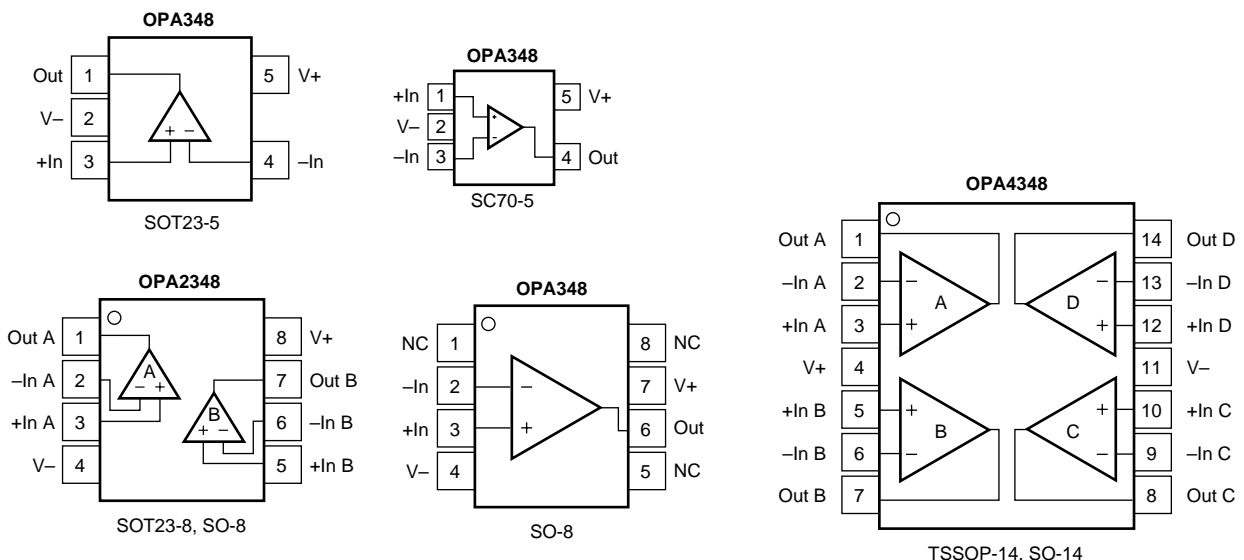 OPA348
Out 1
5 V+
V– 2
+In 3
4 –In
+ –
SOT23-5
OPA348
+In 1
5 V+
V– 2
–In 3
4 Out
+
-
SC70-5
OPA2348
Out A 1
8 V+
–In A 2
7 Out B
+In A 3
6 –In B
V– 4
5 +In B
A
– +
B
+ –
SOT23-8, SO-8
OPA348
NC 1
8 NC
–In 2
7 V+
+In 3
6 Out
V– 4
5 NC
–
+
SO-8
OPA4348
Out A 1
14 Out D
–In A 2
13 –In D
+In A 3
12 +In D
V+ 4
11 V–
+In B 5
10 +In C
–In B 6
9 –In C
Out B 7
8 Out C
–
A
+
–
D
+
+
B
–
+
C
–
TSSOP-14, SO-14